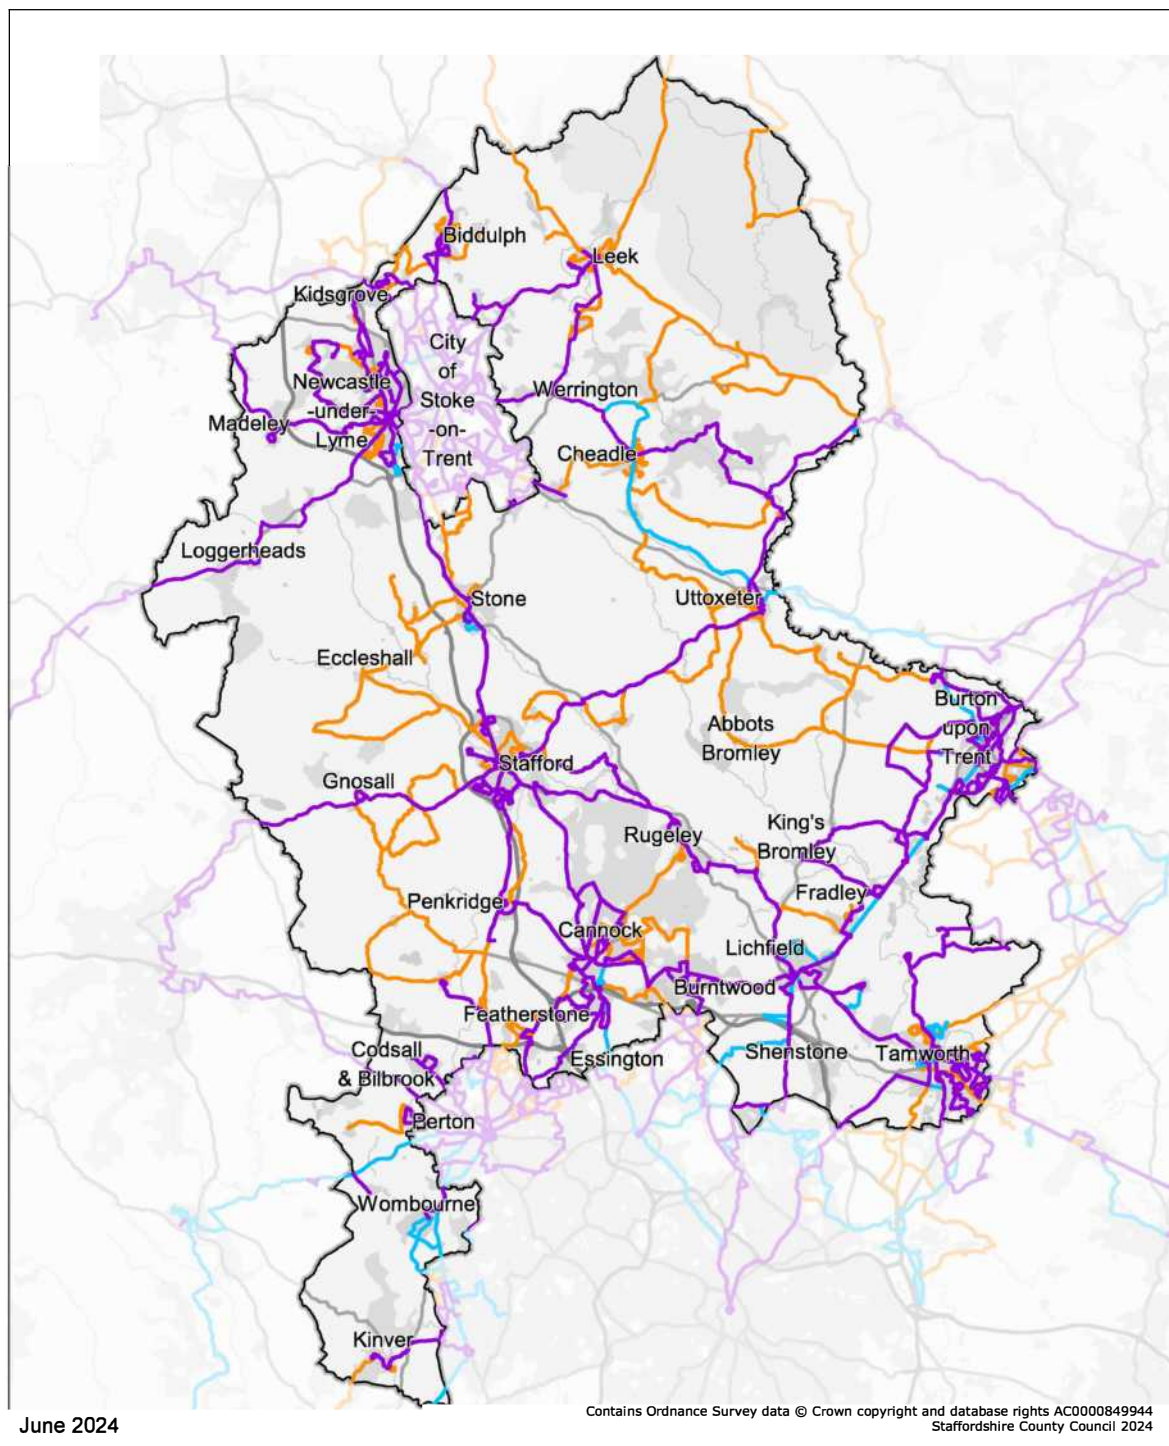 Biddulph
Leek
Kidsgrove
City
of
Stoke
-on-
Trent
Newcastle
-under-
Lyme
Madeley
Werrington
Cheadle
Loggerheads
Stone
Uttoxeter
Eccleshall
Burton
upon
Trent
Abbots
Bromley
Stafford
Gnosall
Rugeley
King's
Bromley
Fradley
Penkridge
Cannock
Lichfield
Burntwood
Featherstone
Codsall
& Bilbrook
Essington
Shenstone
Tamworth
Perton
Wombourne
Kinver
June 2024
Contains Ordnance Survey data © Crown copyright and database rights AC0000849944
Staffordshire County Council 2024